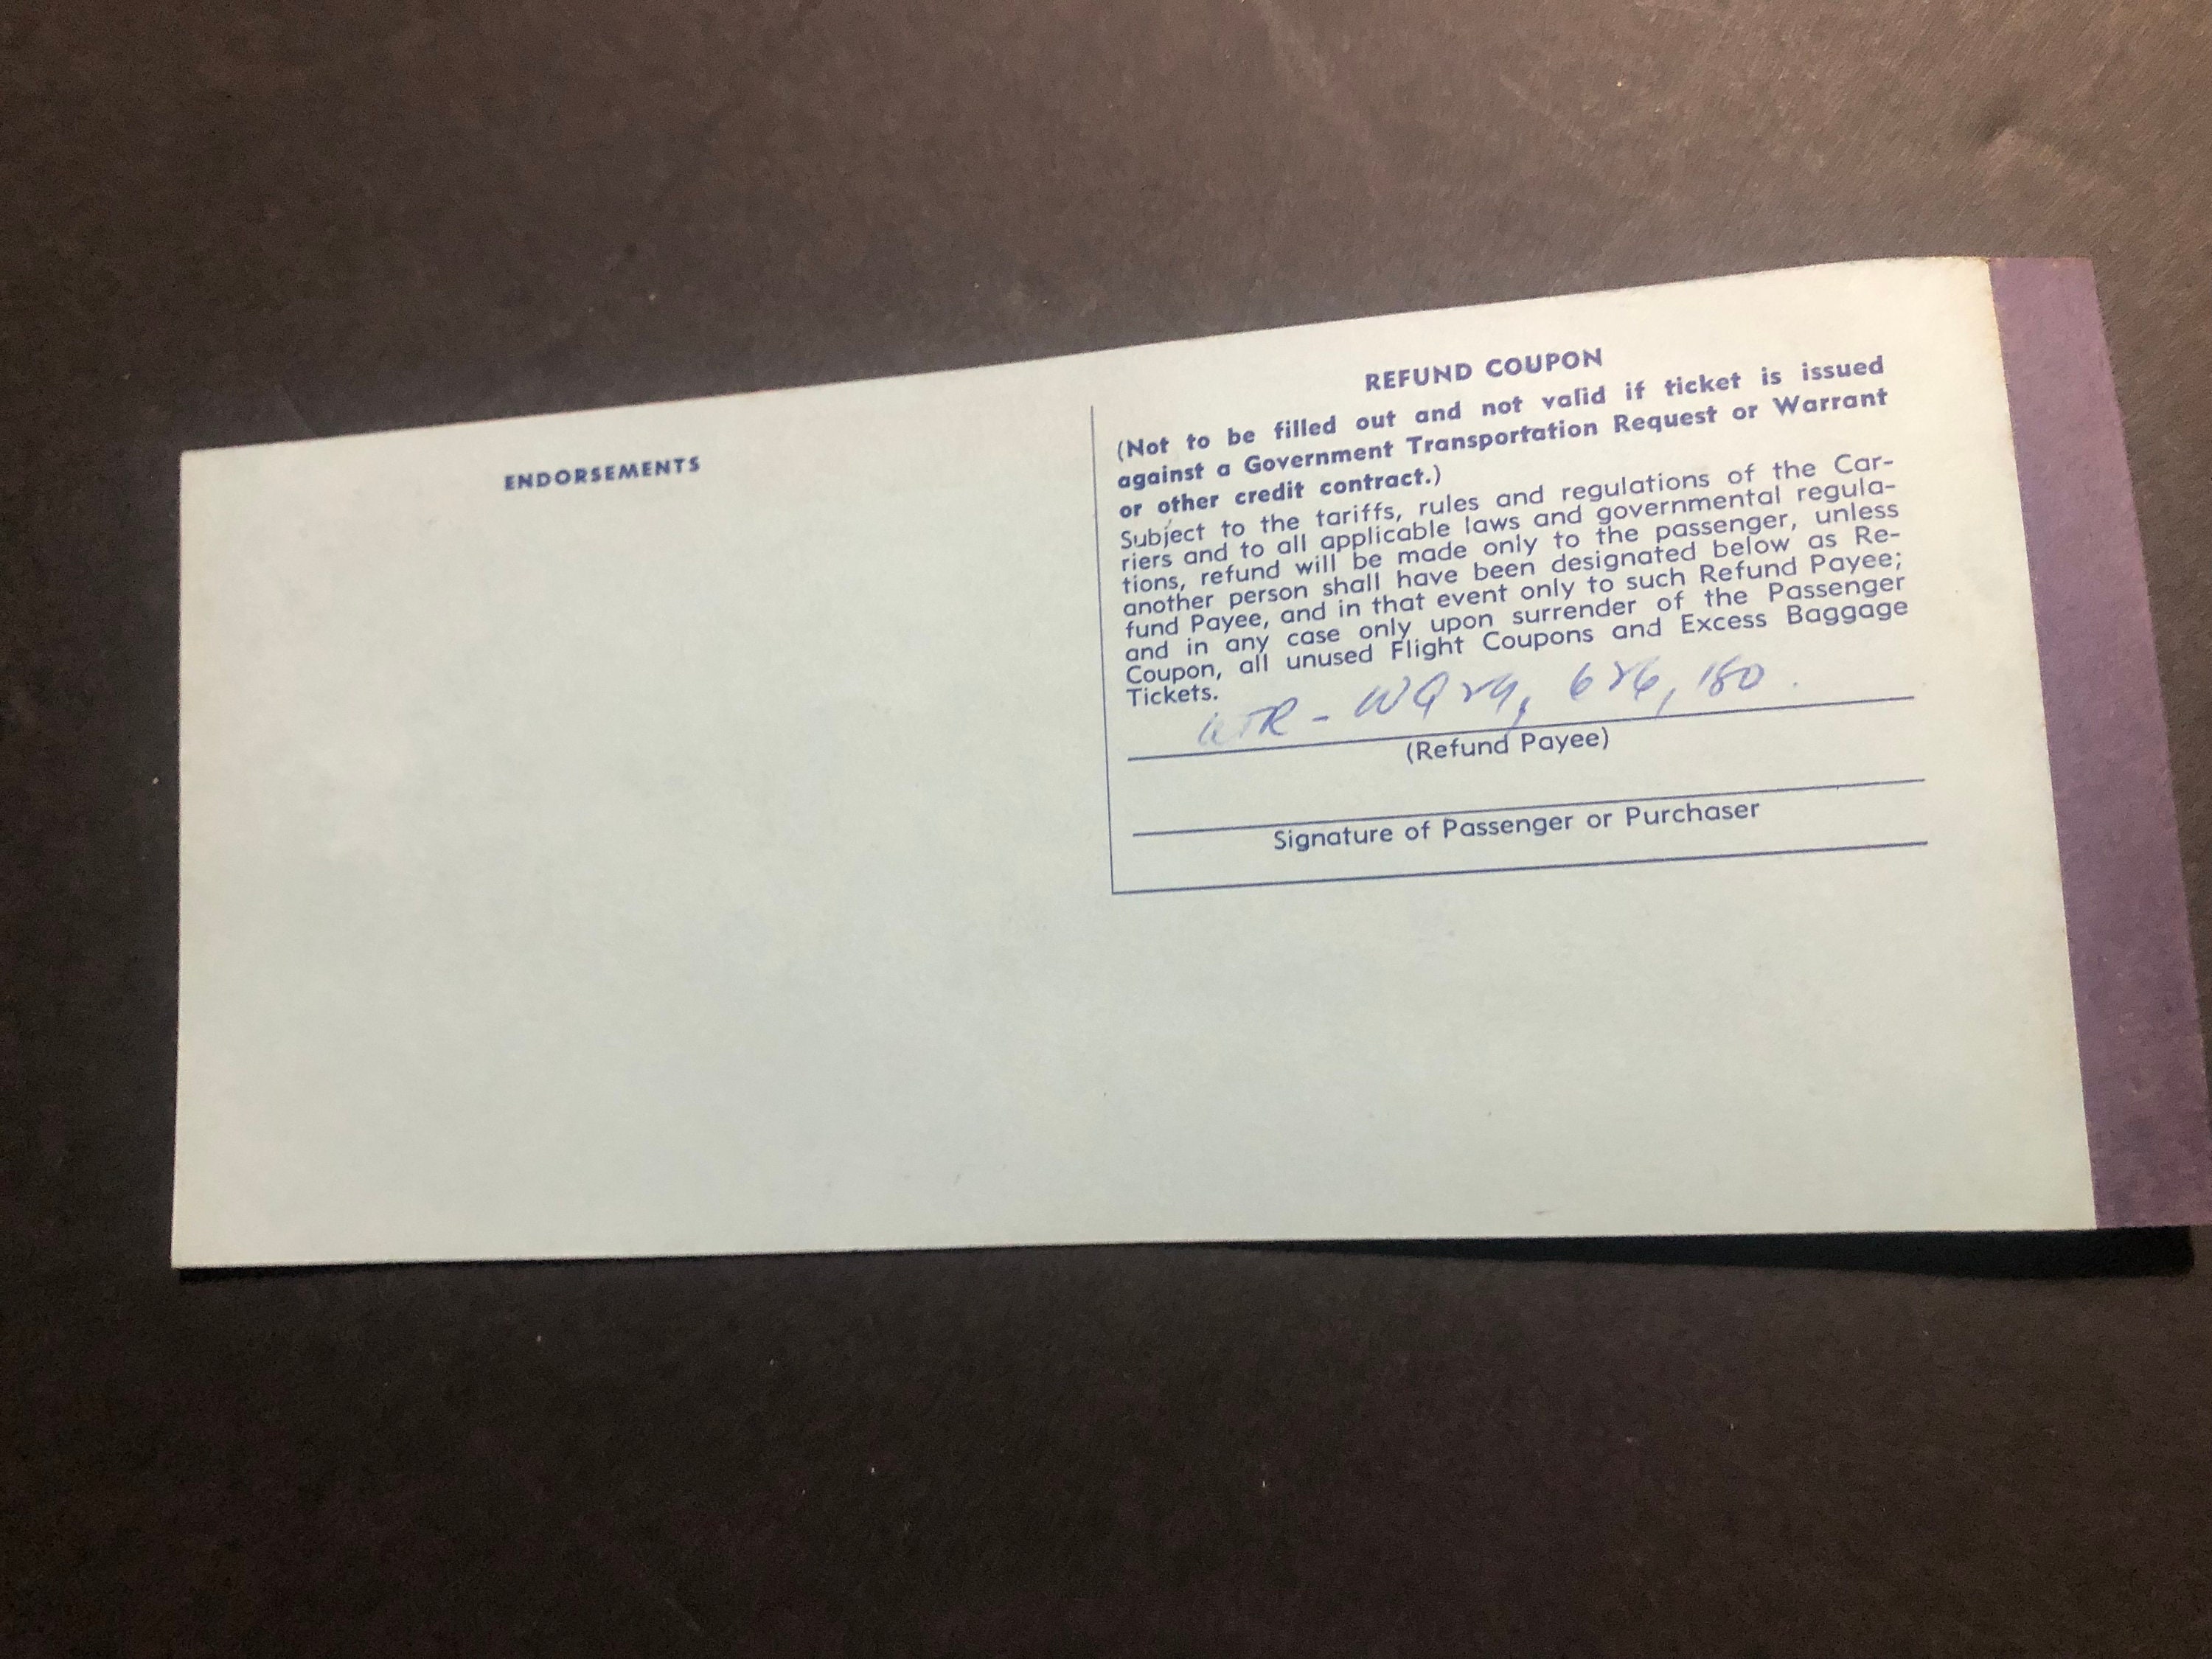 ENDORSEMENTS
REFUND COUPON
(Not to be filled out and not valid if ticket is issued
against a Government Transportation Request or Warrant
or other credit contract.)
Subject to the tariffs, rules and regulations of the Car-
riers and to all applicable laws and governmental regula-
tions, refund will be made only to the passenger, unless
another person shall have been designated below as Re-
fund Payee, and in that event only to such Refund Payee;
and in any case only upon surrender of the Passenger
Coupon, all unused Flight Coupons and Excess Baggage
Tickets.
626, 180.
(Refund Payee)
Signature of Passenger or Purchaser